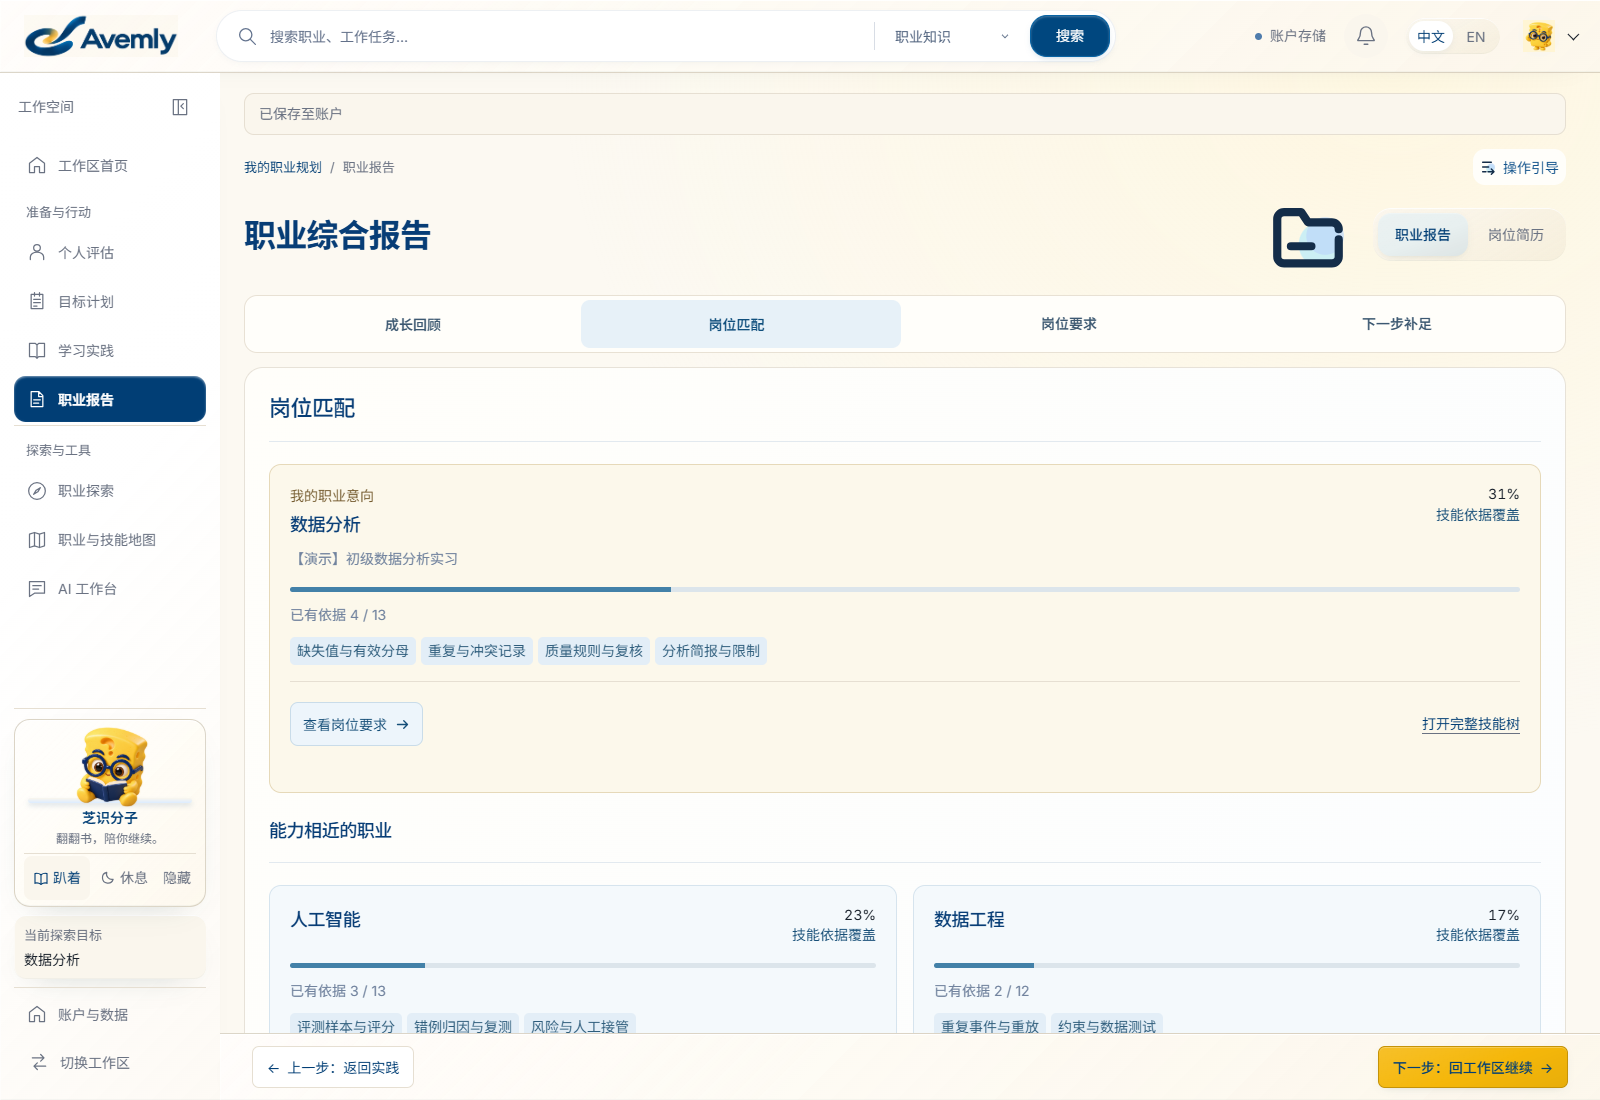 Avemly
搜索职业、工作任务...
职业知识
搜索
账户存储
中文
EN
工作空间
工作区首页
准备与行动
个人评估
目标计划
学习实践
职业报告
探索与工具
职业探索
职业与技能地图
AI 工作台
芝识分子
翻翻书，陪你继续。
趴着
休息
隐藏
当前探索目标
数据分析
账户与数据
切换工作区
已保存至账户
我的职业规划 / 职业报告
操作引导
职业综合报告
职业报告
岗位简历
成长回顾
岗位匹配
岗位要求
下一步补足
岗位匹配
我的职业意向
数据分析
【演示】初级数据分析实习
31%
技能依据覆盖
已有依据 4 / 13
缺失值与有效分母
重复与冲突记录
质量规则与复核
分析简报与限制
查看岗位要求 →
打开完整技能树
能力相近的职业
人工智能
23%
技能依据覆盖
已有依据 3 / 13
评测样本与评分
错例归因与复测
风险与人工接管
数据工程
17%
技能依据覆盖
已有依据 2 / 12
重复事件与重放
约束与数据测试
← 上一步：返回实践
下一步：回工作区继续 →